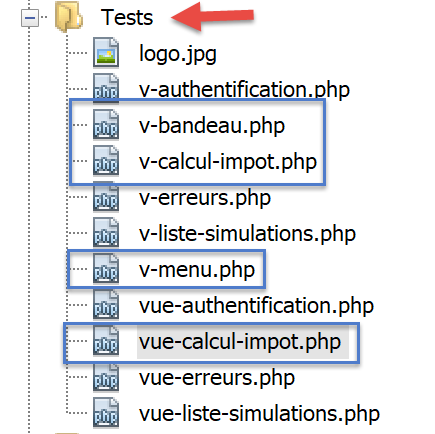 Tests
logo.jpg
v-authentification.php
v-bandeau.php
v-calcul-impot.php
v-erreurs.php
v-liste-simulations.php
v-menu.php
vue-authentification.php
vue-calcul-impot.php
vue-erreurs.php
vue-liste-simulations.php